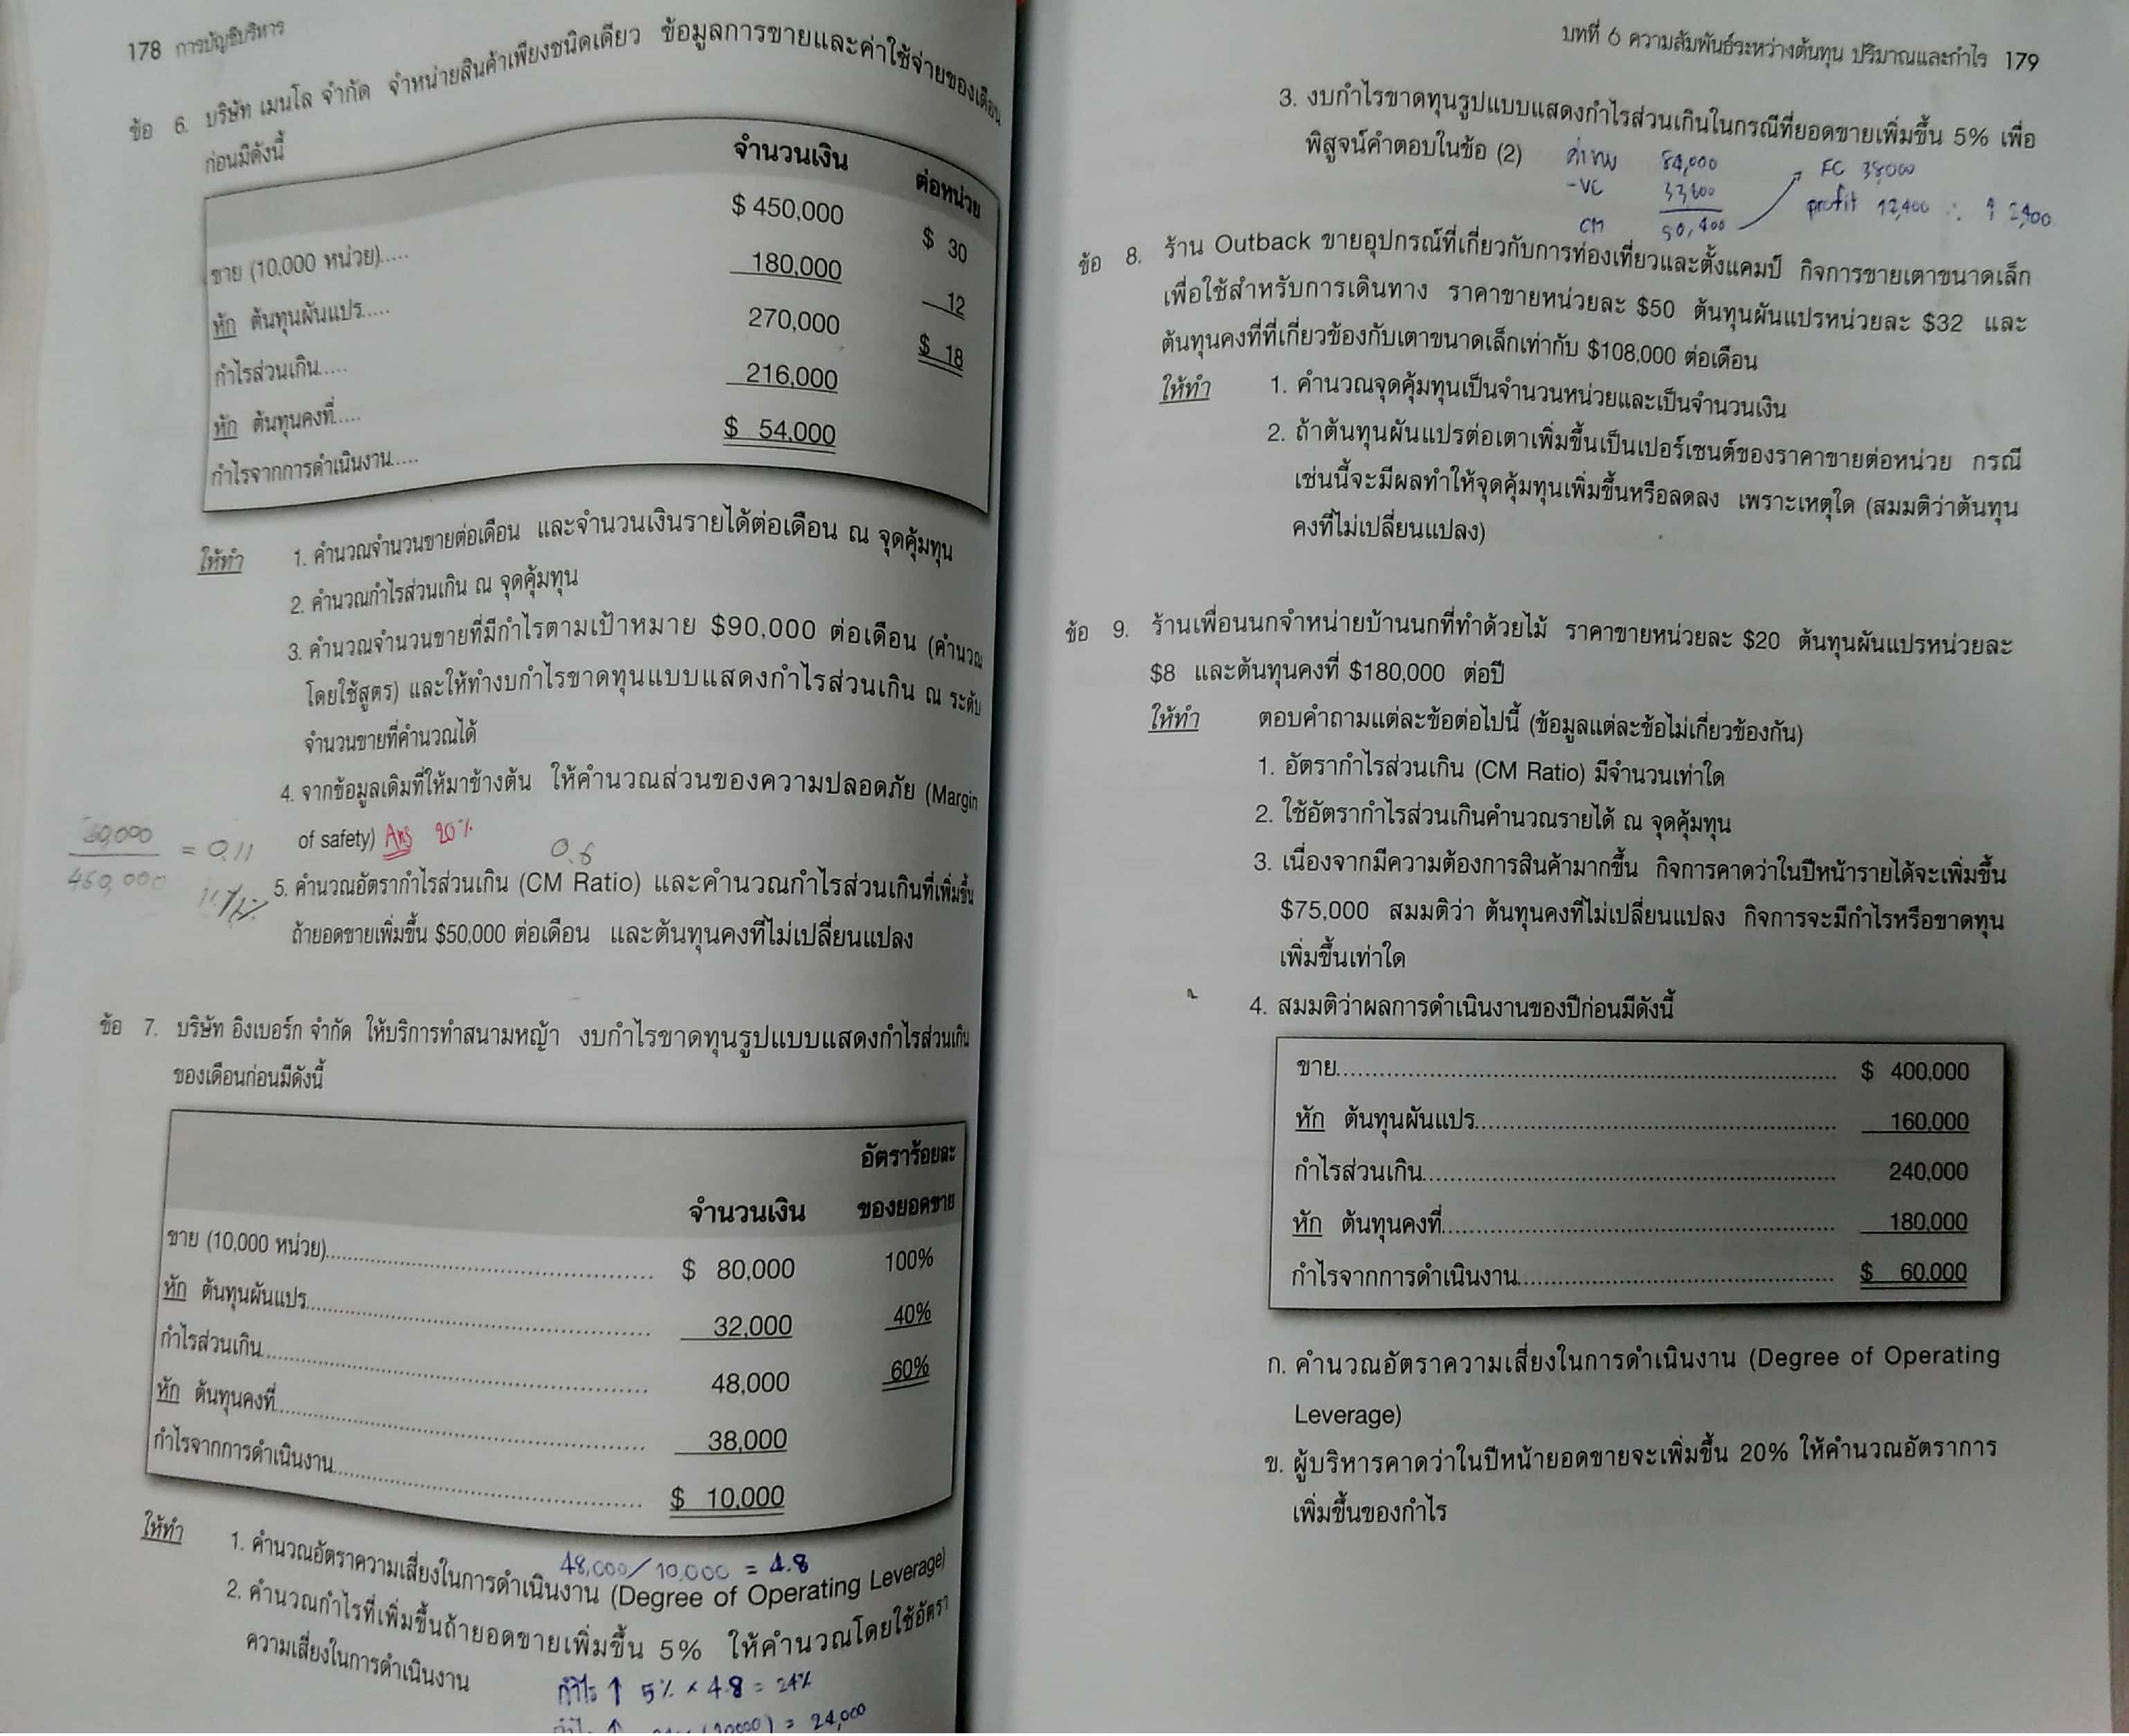 178 การบัญชีบริหาร
ข้อ 6. บริษัท เมนโล จำกัด จำหน่ายสินค้าเพียงชนิดเดียว ข้อมูลการขายและค่าใช้จ่ายของเดือน
ก่อนมีดังนี้
จำนวนเงิน ต่อหน่วย
ขาย (10,000 หน่วย)..... $ 450,000 $ 30
หัก ต้นทุนผันแปร..... 180,000 12
กำไรส่วนเกิน..... 270,000 $ 18
หัก ต้นทุนคงที่..... 216,000
กำไรจากการดำเนินงาน..... $ 54,000
ให้ทำ 1. คำนวณจำนวนขายต่อเดือน และจำนวนเงินรายได้ต่อเดือน ณ จุดคุ้มทุน
2. คำนวณกำไรส่วนเกิน ณ จุดคุ้มทุน
3. คำนวณจำนวนขายที่มีกำไรตามเป้าหมาย $90,000 ต่อเดือน (คำนวณ
โดยใช้สูตร) และให้ทำงบกำไรขาดทุนแบบแสดงกำไรส่วนเกิน ณ ระดับ
จำนวนขายที่คำนวณได้
4. จากข้อมูลเดิมที่ให้มาข้างต้น ให้คำนวณส่วนของความปลอดภัย (Margin
of safety) Ans 20%
= 0.11
450,000
0.6
5. คำนวณอัตรากำไรส่วนเกิน (CM Ratio) และคำนวณกำไรส่วนเกินที่เพิ่มขึ้น
ถ้ายอดขายเพิ่มขึ้น $50,000 ต่อเดือน และต้นทุนคงที่ไม่เปลี่ยนแปลง
ข้อ 7. บริษัท อิงเบอร์ก จำกัด ให้บริการทำสนามหญ้า งบกำไรขาดทุนรูปแบบแสดงกำไรส่วนเกิน
ของเดือนก่อนมีดังนี้
อัตราร้อยละ
จำนวนเงิน ของยอดขาย
ขาย (10,000 หน่วย)..... $ 80,000 100%
หัก ต้นทุนผันแปร..... 32,000 40%
กำไรส่วนเกิน..... 48,000 60%
หัก ต้นทุนคงที่..... 38,000
กำไรจากการดำเนินงาน..... $ 10,000
ให้ทำ 1. คำนวณอัตราความเสี่ยงในการดำเนินงาน (Degree of Operating Leverage)
48,000/10,000 = 4.8
2. คำนวณกำไรที่เพิ่มขึ้นถ้ายอดขายเพิ่มขึ้น 5% ให้คำนวณโดยใช้อัตรา
ความเสี่ยงในการดำเนินงาน
กำไร ↑ 5% × 4.8 = 24%
= 24,000
บทที่ 6 ความสัมพันธ์ระหว่างต้นทุน ปริมาณและกำไร 179
3. งบกำไรขาดทุนรูปแบบแสดงกำไรส่วนเกินในกรณีที่ยอดขายเพิ่มขึ้น 5% เพื่อ
พิสูจน์คำตอบในข้อ (2)
84,000 FC 38000
-VC 33,600 profit 12,400 ∴ ↑ 2,400
CM 50,400
ข้อ 8. ร้าน Outback ขายอุปกรณ์ที่เกี่ยวกับการท่องเที่ยวและตั้งแคมป์ กิจการขายเตาขนาดเล็ก
เพื่อใช้สำหรับการเดินทาง ราคาขายหน่วยละ $50 ต้นทุนผันแปรหน่วยละ $32 และ
ต้นทุนคงที่ที่เกี่ยวข้องกับเตาขนาดเล็กเท่ากับ $108,000 ต่อเดือน
ให้ทำ 1. คำนวณจุดคุ้มทุนเป็นจำนวนหน่วยและเป็นจำนวนเงิน
2. ถ้าต้นทุนผันแปรต่อเตาเพิ่มขึ้นเป็นเปอร์เซนต์ของราคาขายต่อหน่วย กรณี
เช่นนี้จะมีผลทำให้จุดคุ้มทุนเพิ่มขึ้นหรือลดลง เพราะเหตุใด (สมมติว่าต้นทุน
คงที่ไม่เปลี่ยนแปลง)
ข้อ 9. ร้านเพื่อนนกจำหน่ายบ้านนกที่ทำด้วยไม้ ราคาขายหน่วยละ $20 ต้นทุนผันแปรหน่วยละ
$8 และต้นทุนคงที่ $180,000 ต่อปี
ให้ทำ ตอบคำถามแต่ละข้อต่อไปนี้ (ข้อมูลแต่ละข้อไม่เกี่ยวข้องกัน)
1. อัตรากำไรส่วนเกิน (CM Ratio) มีจำนวนเท่าใด
2. ใช้อัตรากำไรส่วนเกินคำนวณรายได้ ณ จุดคุ้มทุน
3. เนื่องจากมีความต้องการสินค้ามากขึ้น กิจการคาดว่าในปีหน้ารายได้จะเพิ่มขึ้น
$75,000 สมมติว่า ต้นทุนคงที่ไม่เปลี่ยนแปลง กิจการจะมีกำไรหรือขาดทุน
เพิ่มขึ้นเท่าใด
4. สมมติว่าผลการดำเนินงานของปีก่อนมีดังนี้
ขาย..... $ 400,000
หัก ต้นทุนผันแปร..... 160,000
กำไรส่วนเกิน..... 240,000
หัก ต้นทุนคงที่..... 180,000
กำไรจากการดำเนินงาน..... $ 60,000
ก. คำนวณอัตราความเสี่ยงในการดำเนินงาน (Degree of Operating
Leverage)
ข. ผู้บริหารคาดว่าในปีหน้ายอดขายจะเพิ่มขึ้น 20% ให้คำนวณอัตราการ
เพิ่มขึ้นของกำไร